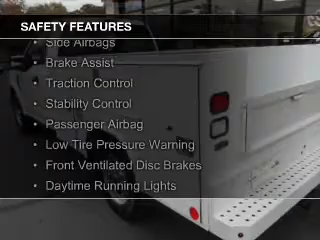 SAFETY FEATURES
• Side Airbags
• Brake Assist
• Traction Control
• Stability Control
• Passenger Airbag
• Low Tire Pressure Warning
• Front Ventilated Disc Brakes
• Daytime Running Lights